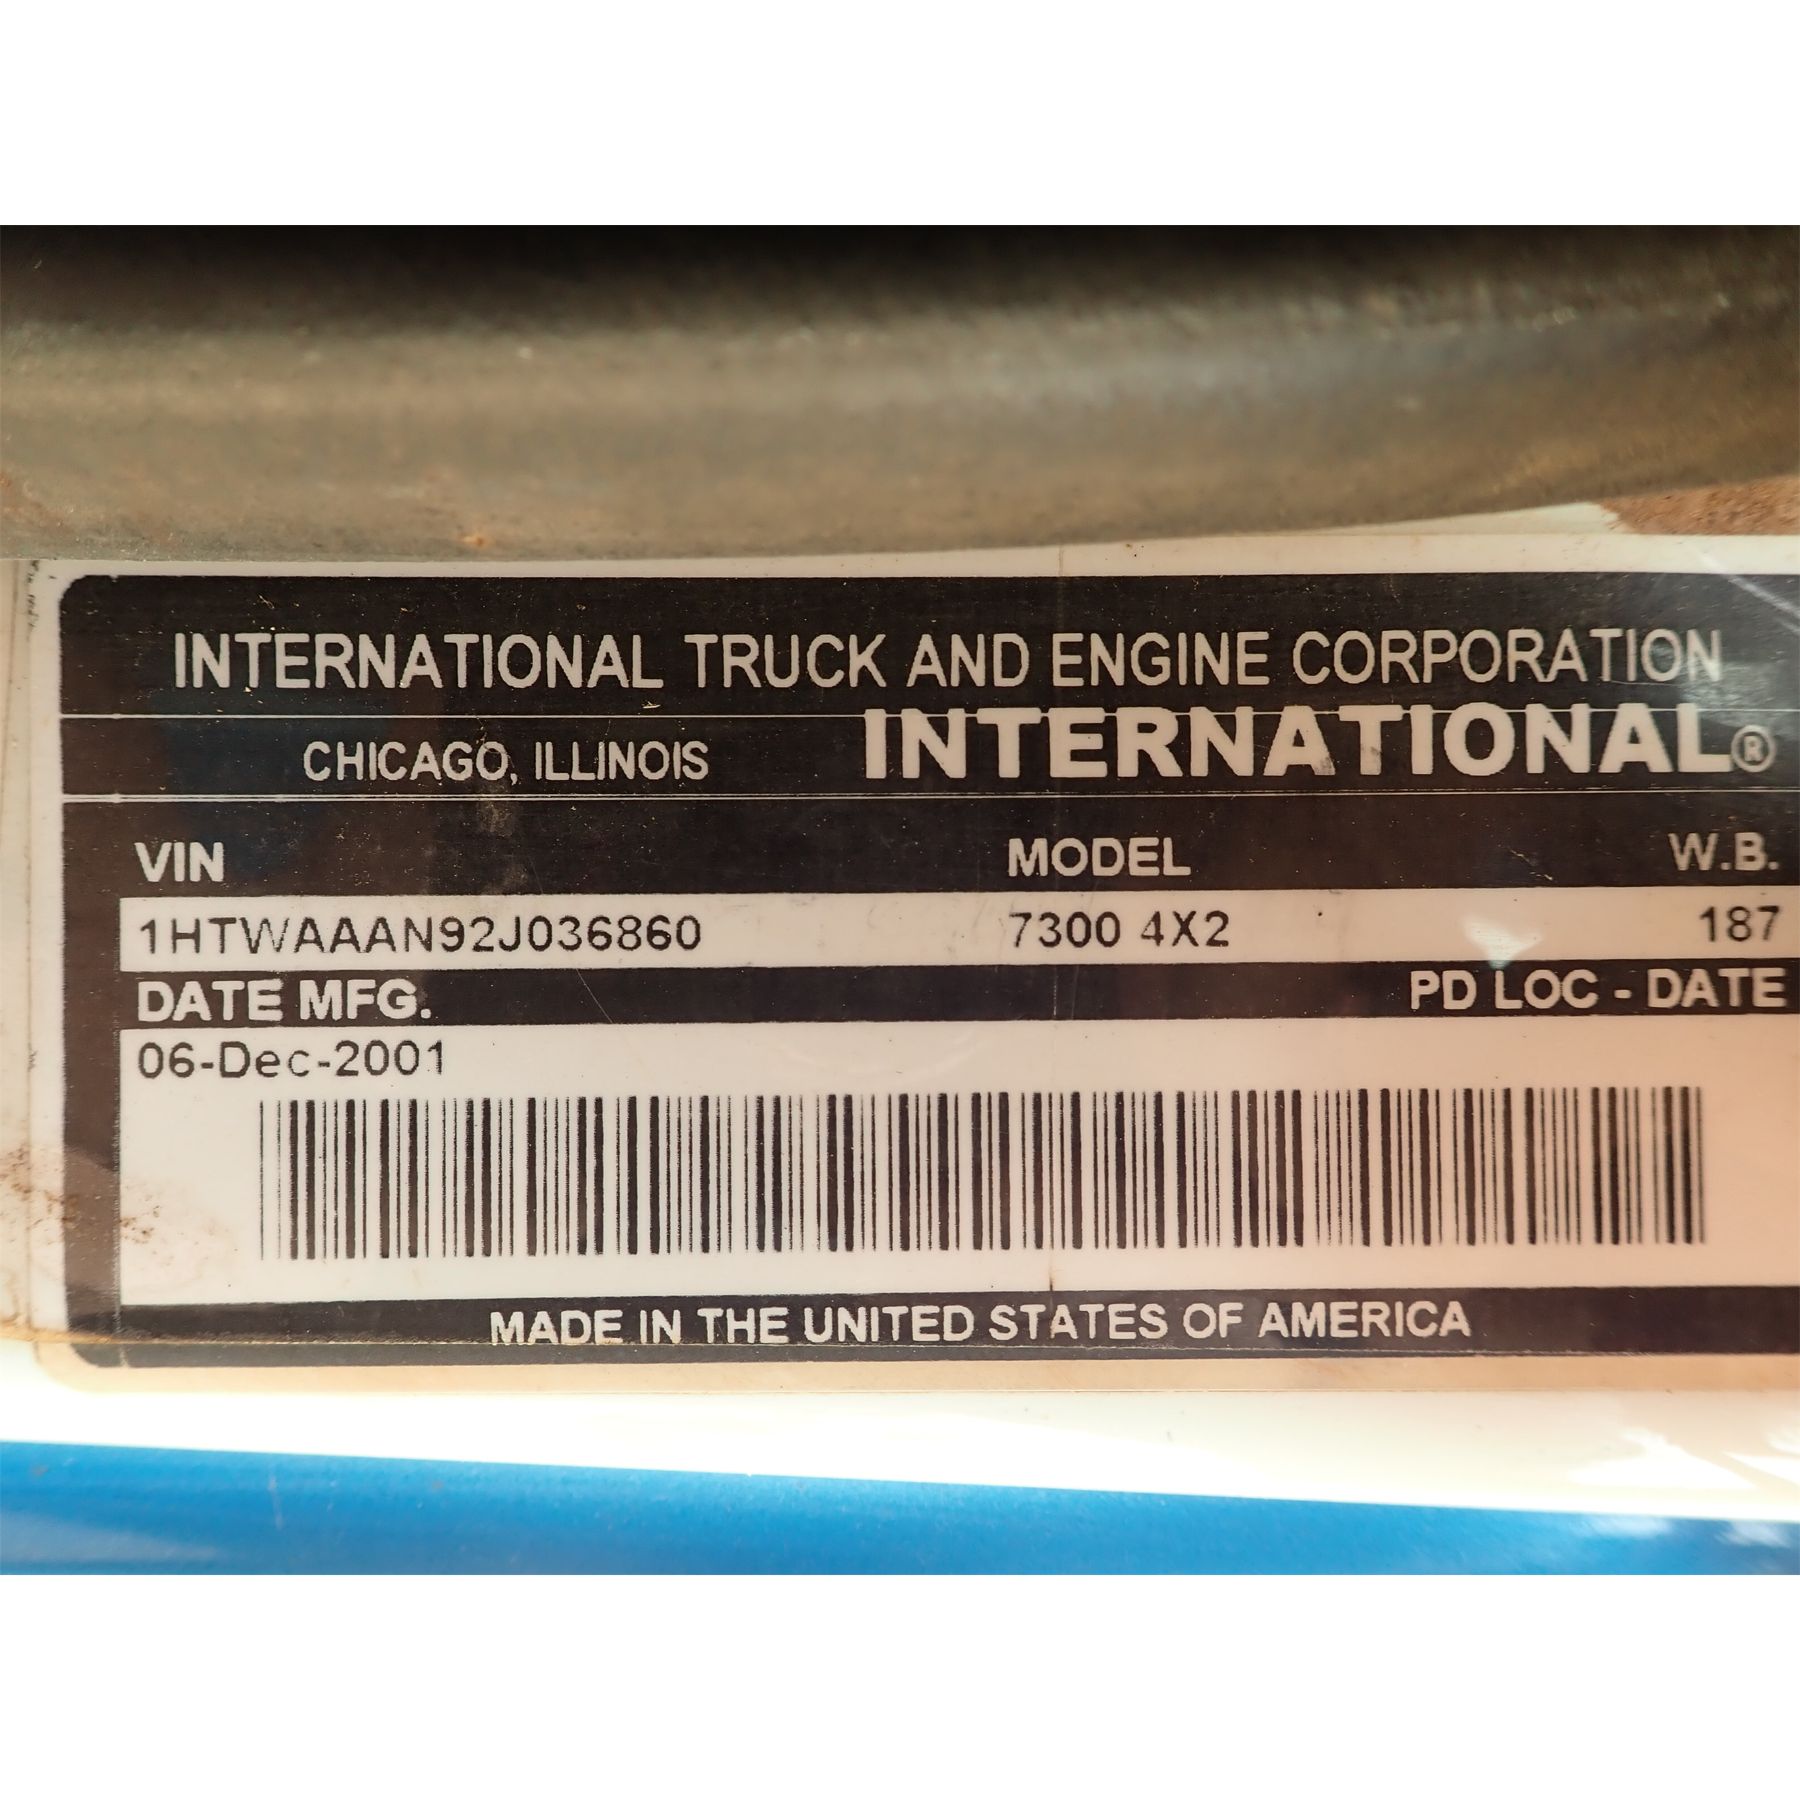 INTERNATIONAL TRUCK AND ENGINE CORPORATION
CHICAGO, ILLINOIS INTERNATIONAL®
VIN MODEL W.B.
1HTWAAAN92J036860 7300 4X2 187
DATE MFG. PD LOC - DATE
06-Dec-2001
MADE IN THE UNITED STATES OF AMERICA